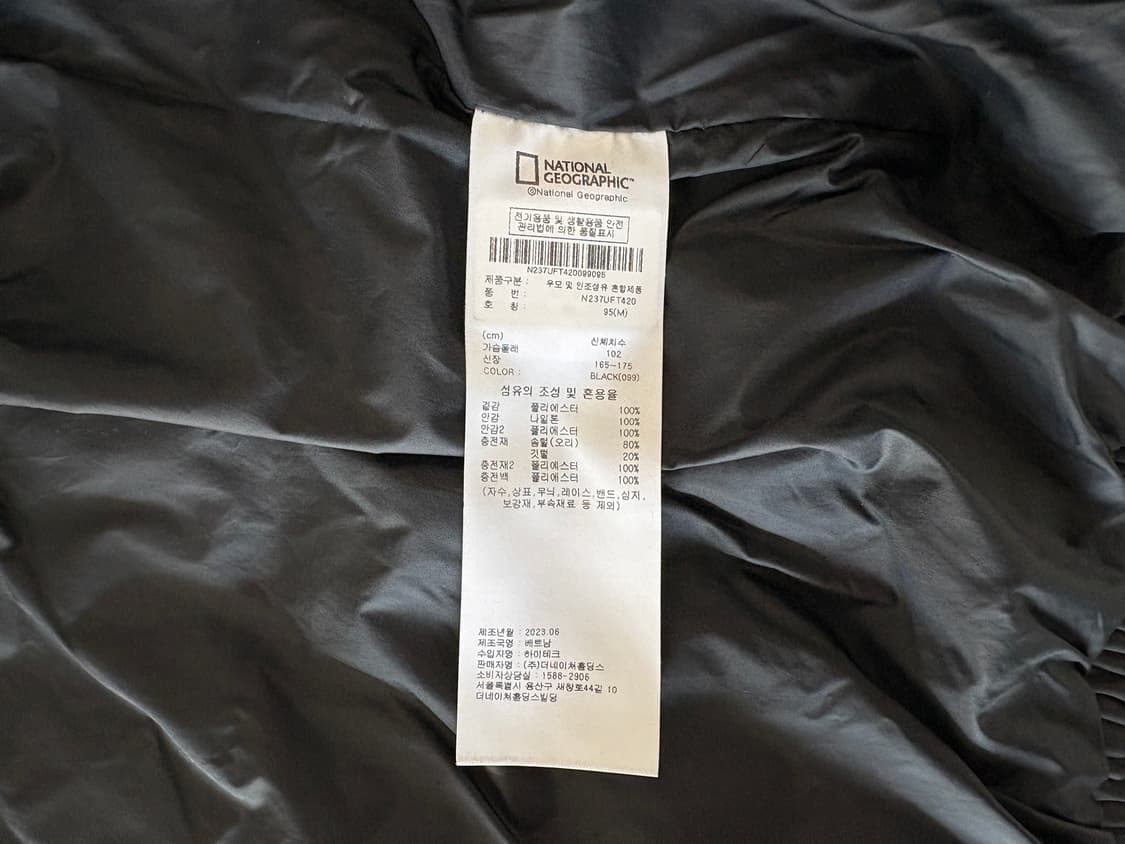 NATIONAL
GEOGRAPHIC™
©National Geographic
전기용품 및 생활용품 안전
관리법에 의한 품질표시
N237UFT420099095
제품구분 : 우모 및 인조섬유 혼합제품
품 번 : N237UFT420
호 칭 : 95(M)
(cm) 신체치수
가슴둘레 102
신장 165~175
COLOR : BLACK(099)
섬유의 조성 및 혼용율
겉감 폴리에스터 100%
안감 나일론 100%
안감2 폴리에스터 100%
충전재 솜털(오리) 80%
깃털 20%
충전재2 폴리에스터 100%
충전백 폴리에스터 100%
(자수,상표,무늬,레이스,밴드,심지,
보강재,부속재료 등 제외)
제조년월 : 2023.06
제조국명 : 베트남
수입자명 : 하이테크
판매자명 : (주)더네이쳐홀딩스
소비자상담실 : 1588-2906
서울특별시 용산구 새창로44길 10
더네이쳐홀딩스빌딩